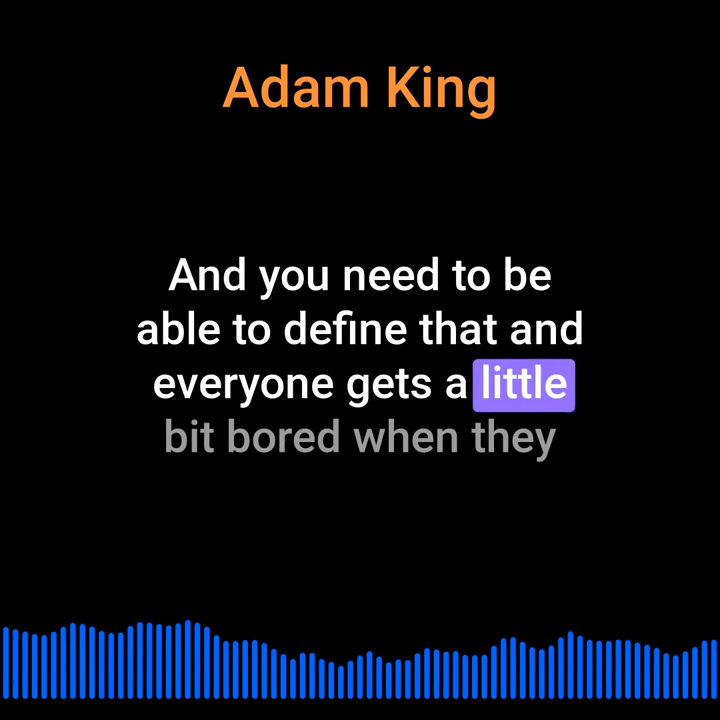 Adam King
And you need to be
able to define that and
everyone gets a little
bit bored when they